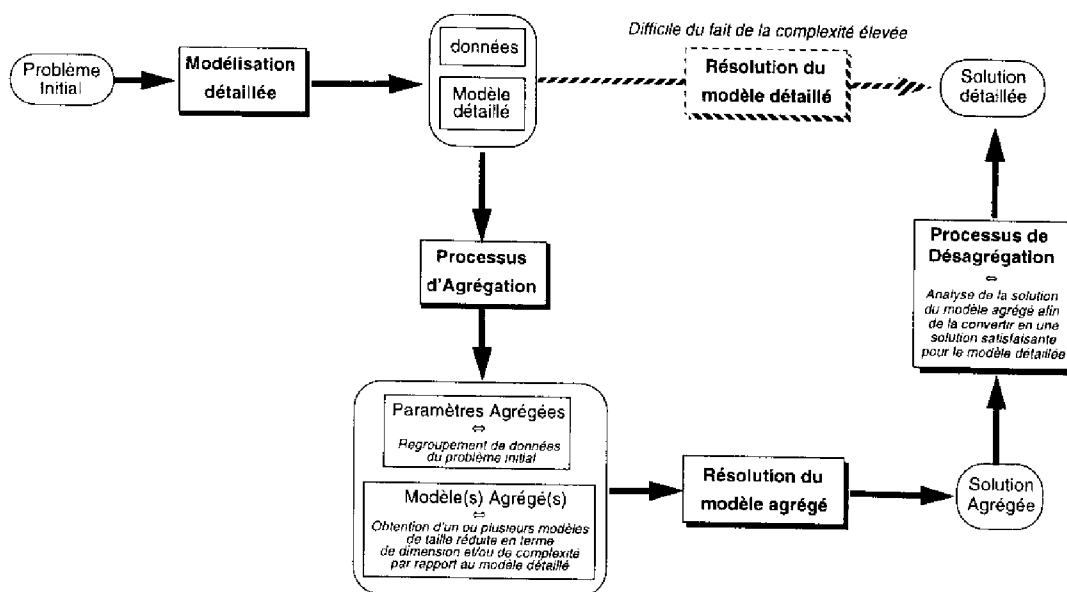 Difficile du fait de la complexité élevée
Problème
Initial
Modélisation
détaillée
données
Modèle
détaillé
Résolution du
modèle détaillé
Solution
détaillée
Processus
d'Agrégation
Processus de
Désagrégation
⇔
Analyse de la solution
du modèle agrégé afin
de la convertir en une
solution satisfaisante
pour le modèle détaillée
Paramètres Agrégées
⇔
Regroupement de données
du problème initial
Modèle(s) Agrégé(s)
⇔
Obtention d'un ou plusieurs modèles
de taille réduite en terme
de dimension et/ou de complexité
par rapport au modèle détaillé
Résolution du
modèle agrégé
Solution
Agrégée